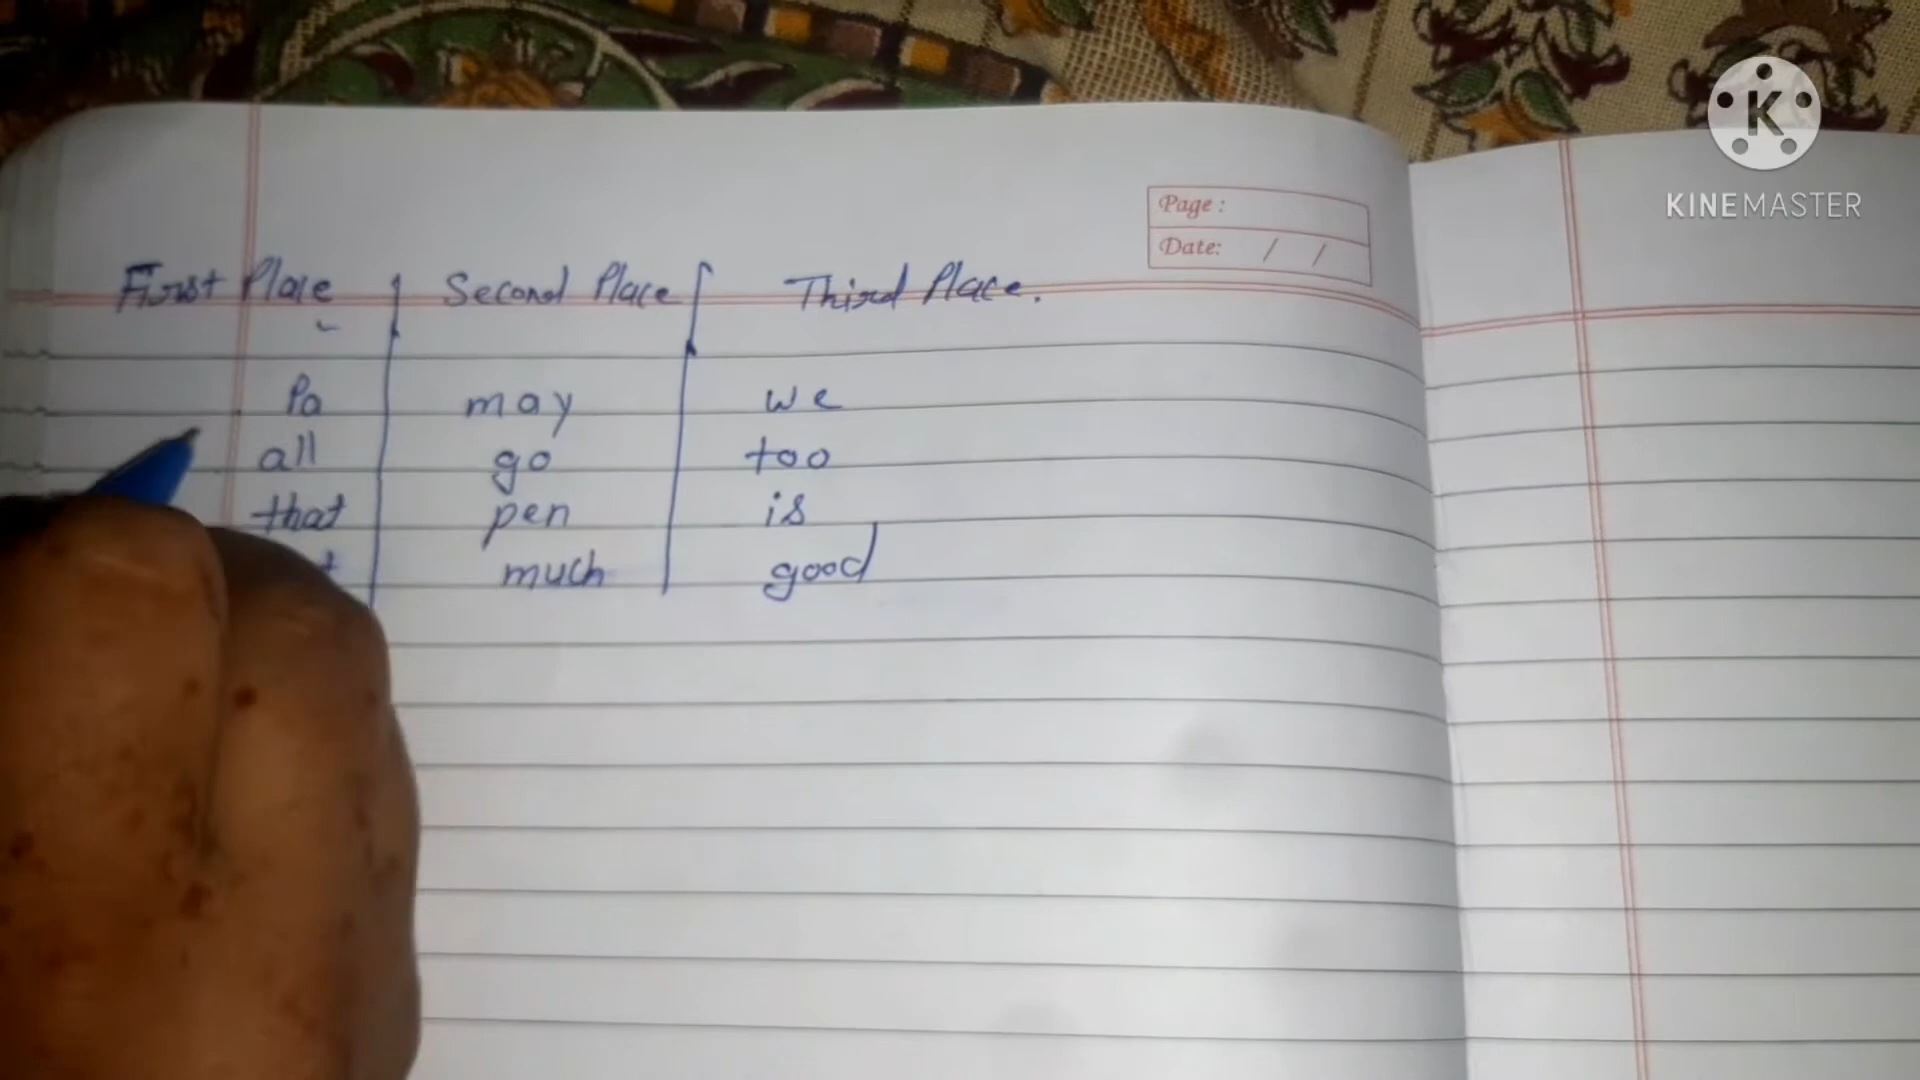 KINEMASTER
Page :
Date: / /
First Place Second Place Third Place.
Pa may we
all go too
that pen is
much good